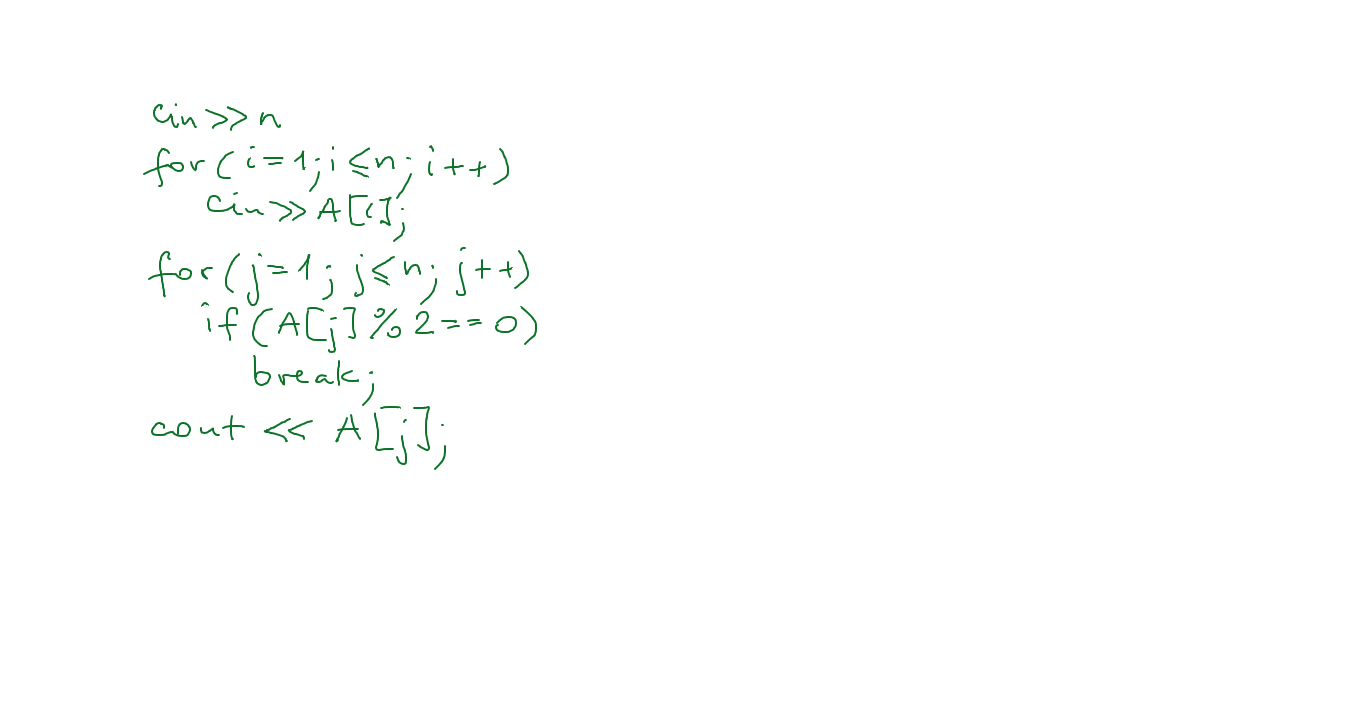 cin >> n
for (i=1; i≤n; i++)
cin >> A[i];
for (j=1; j≤n; j++)
if (A[j] % 2 == 0)
break;
cout << A[j];